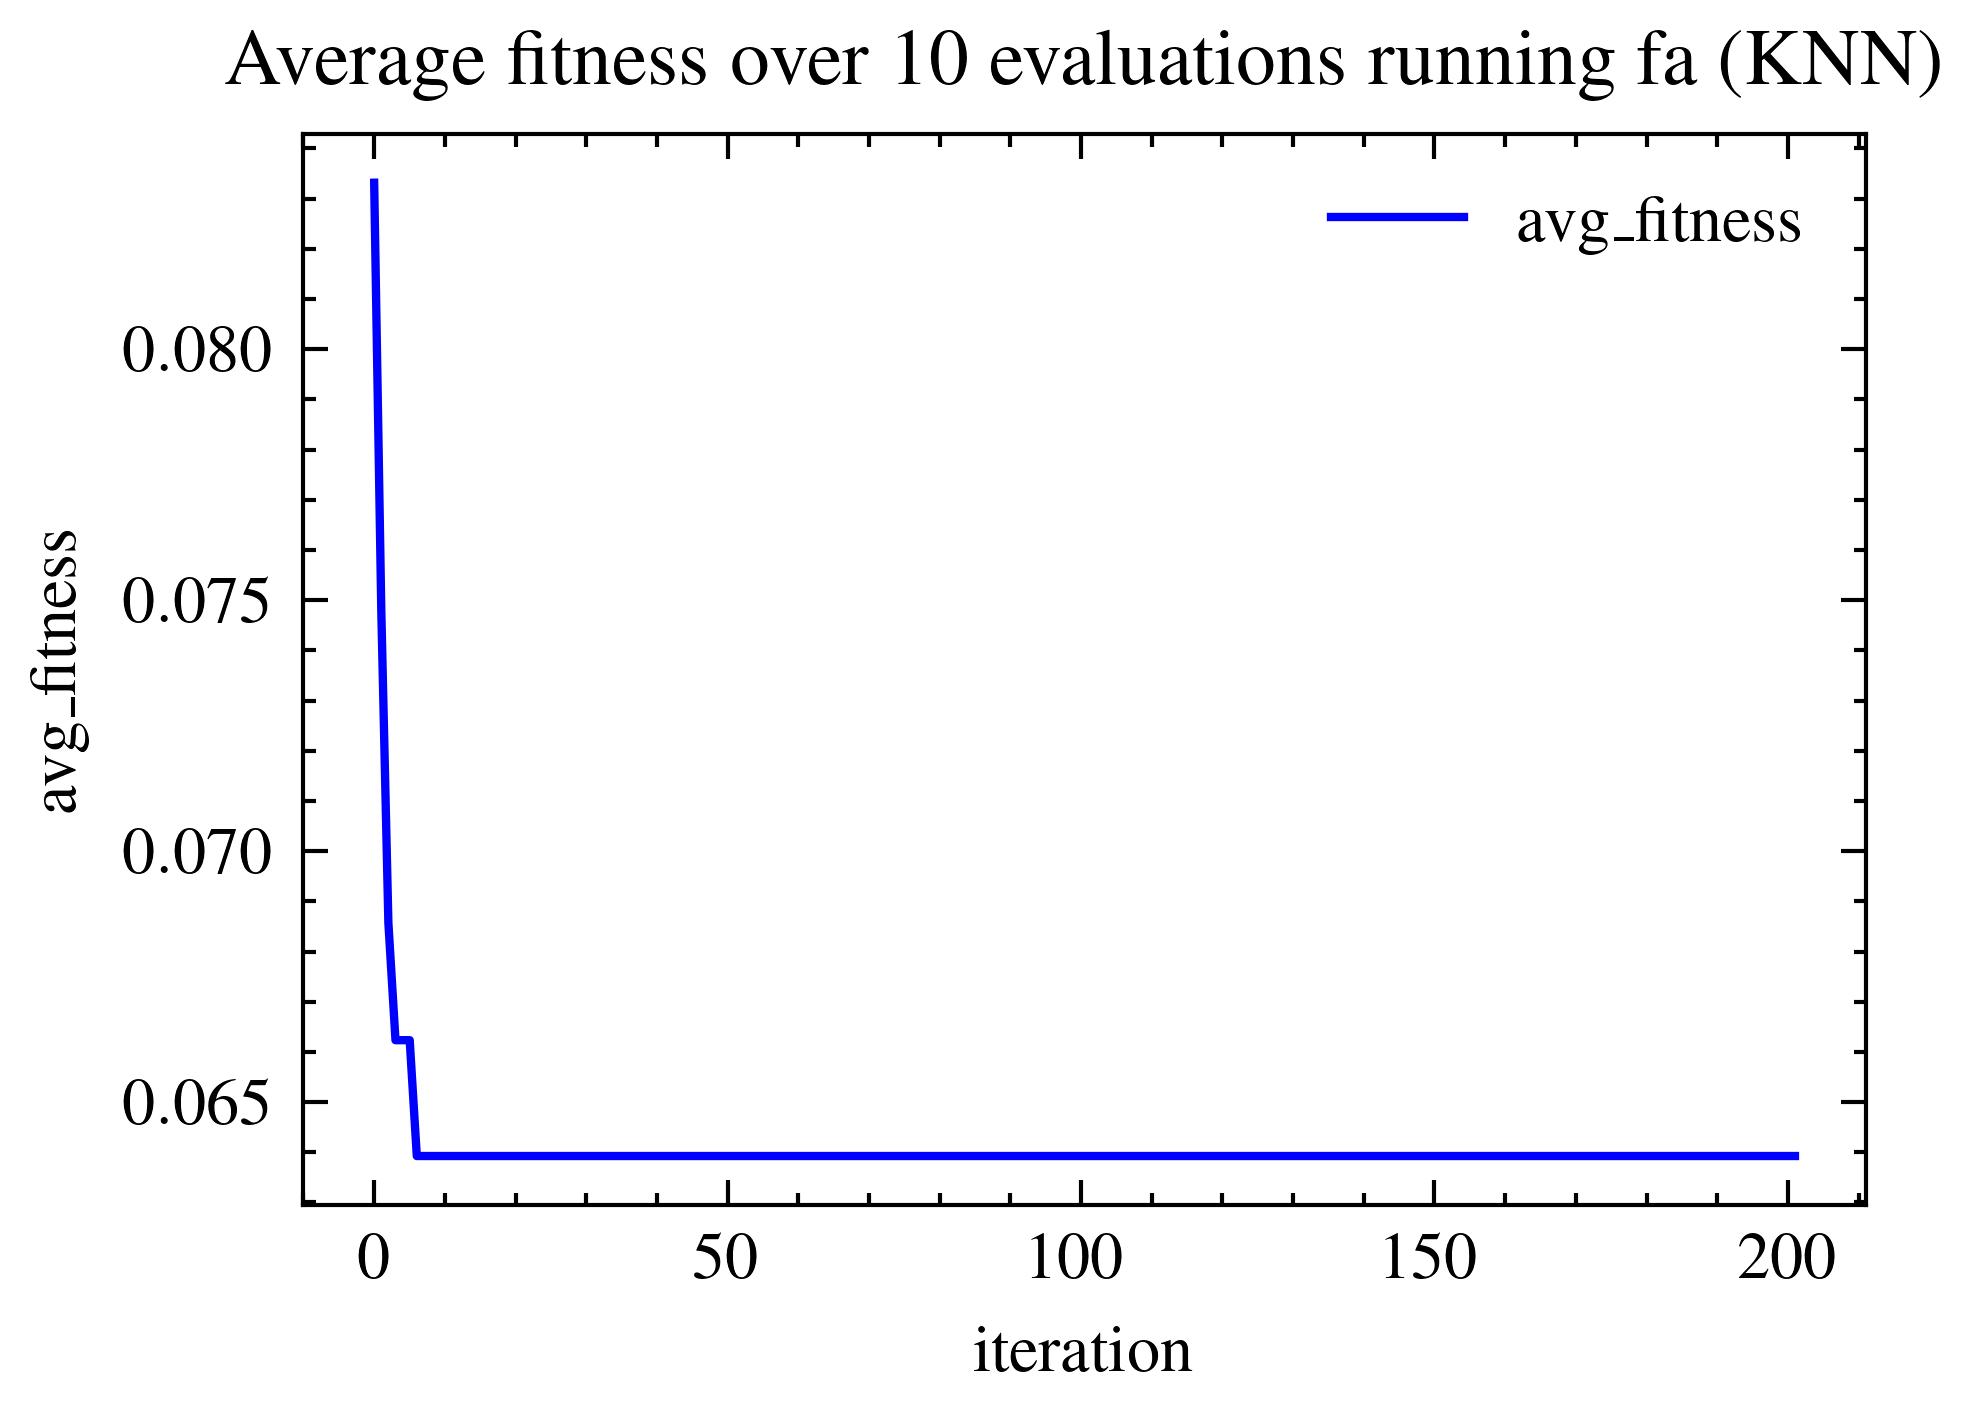 Average fitness over 10 evaluations running fa (KNN)
avg_fitness
0.080
0.075
0.070
0.065
avg_fitness
0 50 100 150 200
iteration